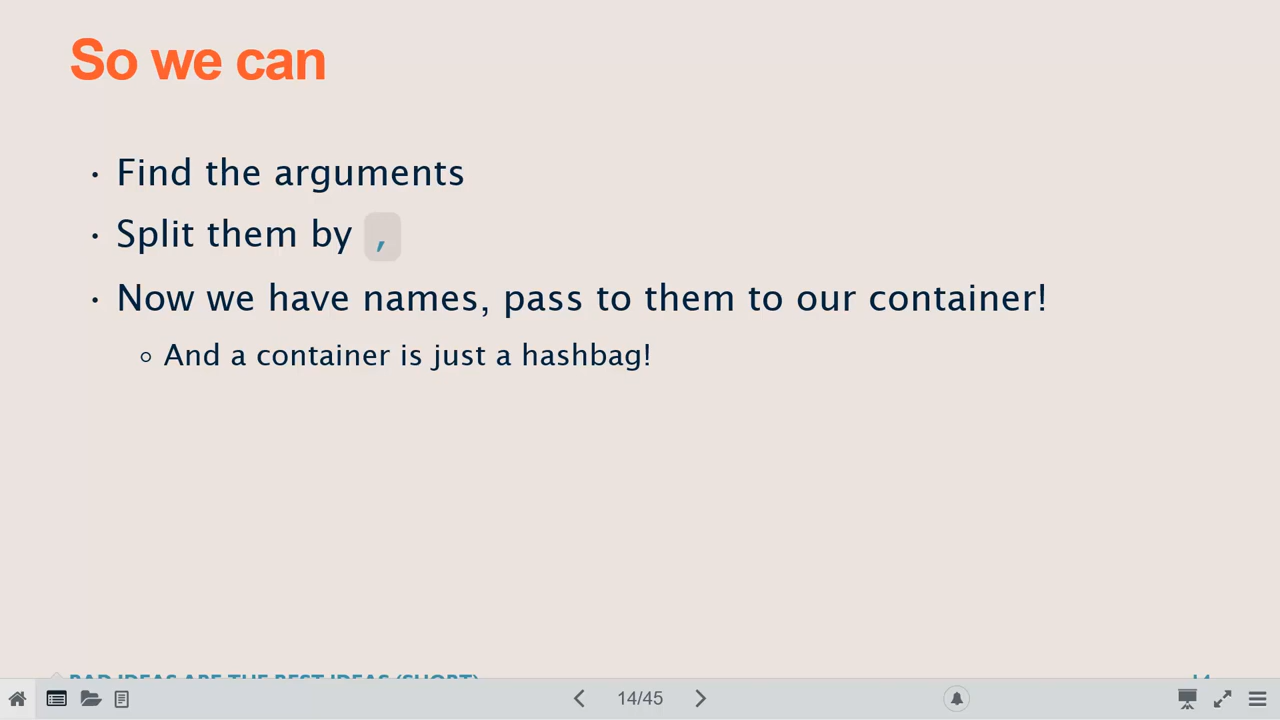 So we can
• Find the arguments
• Split them by ,
• Now we have names, pass to them to our container!
◦ And a container is just a hashbag!
BAD IDEAS ARE THE BEST IDEAS (SHORT)
14
14/45